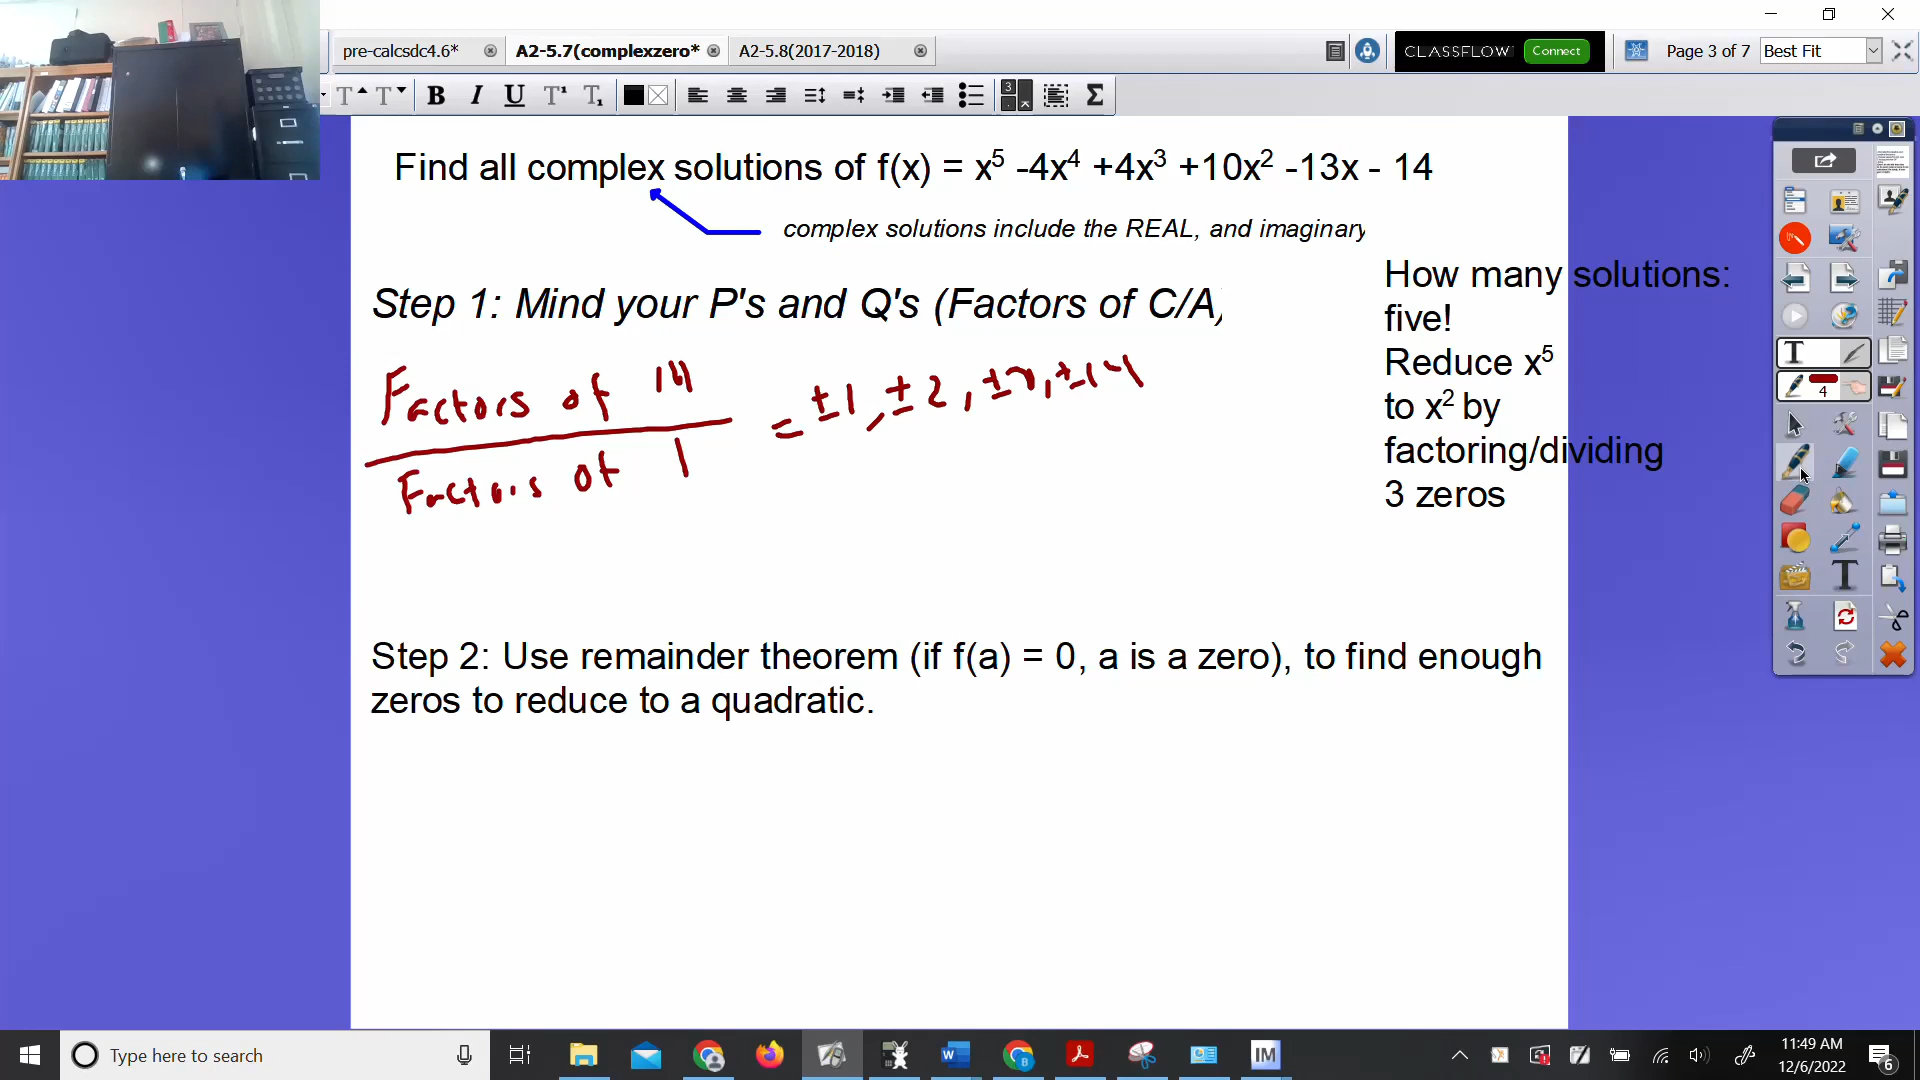 pre-calcsdc4.6*
A2-5.7(complexzero*
A2-5.8(2017-2018)
CLASSFLOW
Connect
Page 3 of 7
Best Fit
B I U
Find all complex solutions of f(x) = x⁵ -4x⁴ +4x³ +10x² -13x - 14
complex solutions include the REAL, and imaginary
Step 1: Mind your P's and Q's (Factors of C/A)
How many solutions:
five!
Reduce x⁵
to x² by
factoring/dividing
3 zeros
Factors of 14
Factors of 1
= ±1, ±2, ±7, ±14
T
4
Step 2: Use remainder theorem (if f(a) = 0, a is a zero), to find enough
zeros to reduce to a quadratic.
Type here to search
IM
11:49 AM
12/6/2022
6